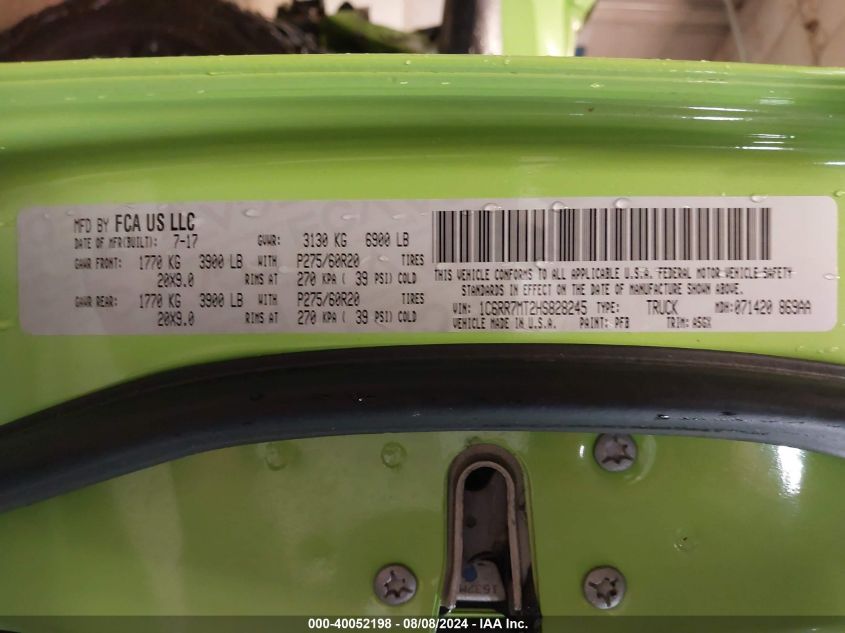 MFD BY FCA US LLC
DATE OF MFR(BUILT): 7-17 GVWR: 3130 KG 6900 LB
GAWR FRONT: 1770 KG 3900 LB WITH P275/60R20 TIRES
20X9.0 RIMS AT 270 KPA ( 39 PSI) COLD
GAWR REAR: 1770 KG 3900 LB WITH P275/60R20 TIRES
20X9.0 RIMS AT 270 KPA ( 39 PSI) COLD
THIS VEHICLE CONFORMS TO ALL APPLICABLE U.S.A. FEDERAL MOTOR VEHICLE SAFETY
STANDARDS IN EFFECT ON THE DATE OF MANUFACTURE SHOWN ABOVE.
VIN: 1C6RR7MT2HS828245 TYPE: TRUCK MDH: 071420 869AA
VEHICLE MADE IN U.S.A. PAINT: PFB TRIM: ASGX
000-40052198 - 08/08/2024 - IAA Inc.